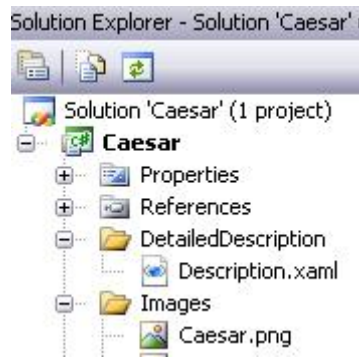 Solution Explorer - Solution 'Caesar'
Solution 'Caesar' (1 project)
Caesar
Properties
References
DetailedDescription
Description.xaml
Images
Caesar.png